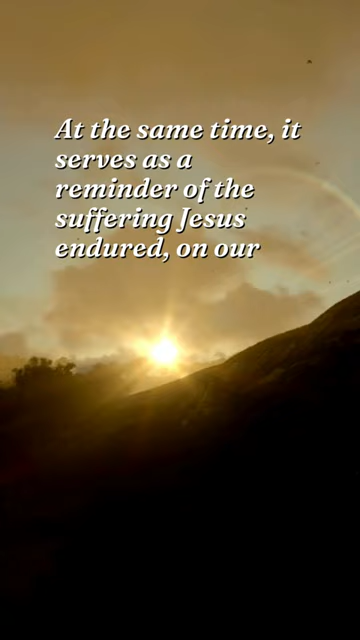 At the same time, it
serves as a
reminder of the
suffering Jesus
endured, on our